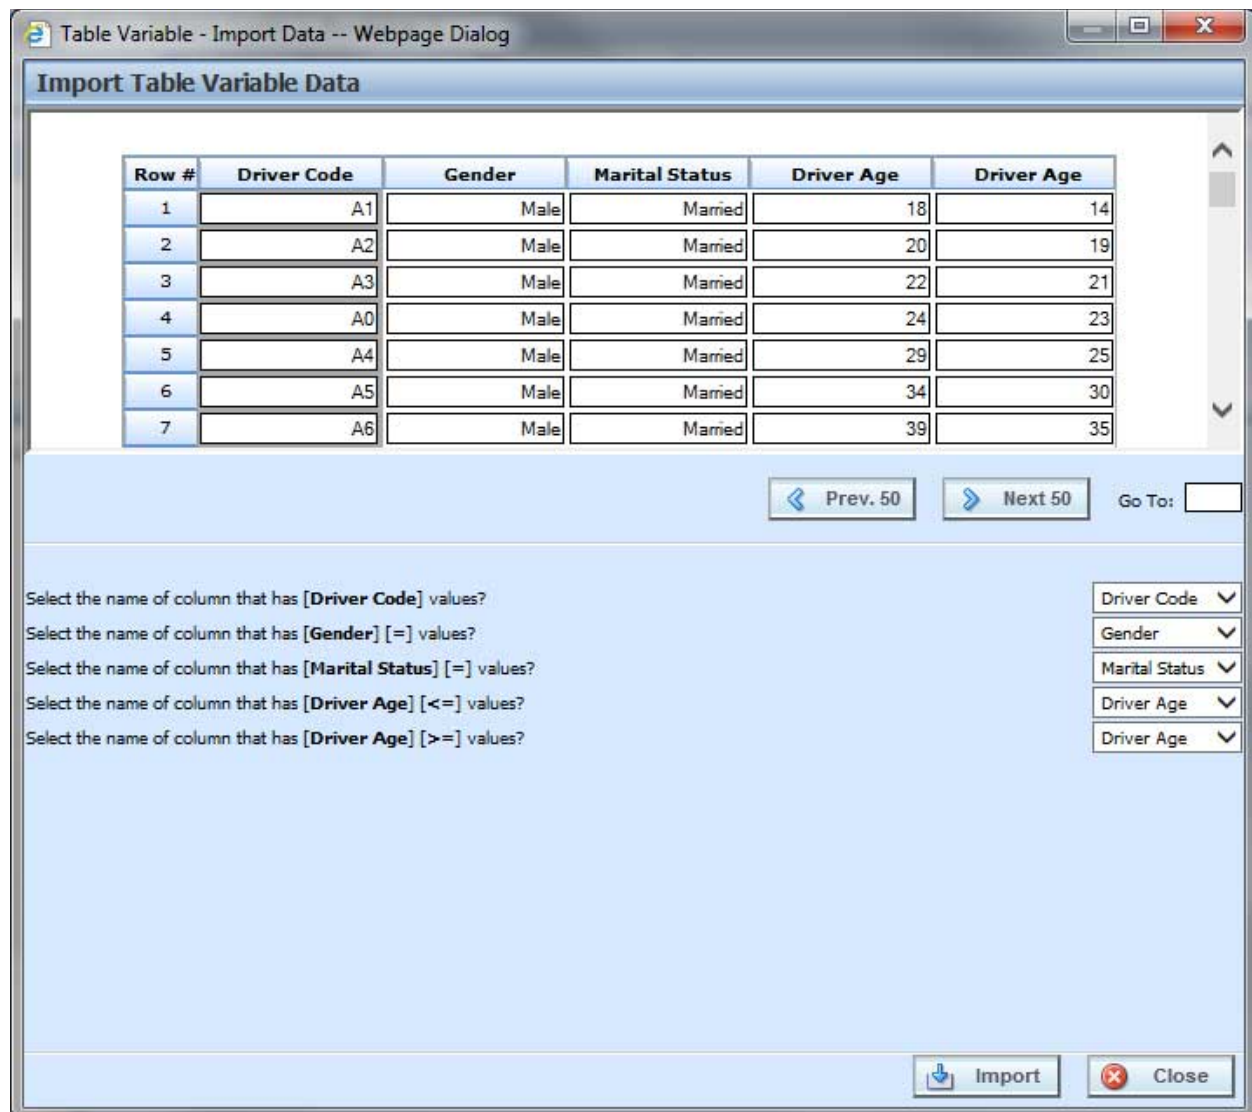 Table Variable - Import Data -- Webpage Dialog
Import Table Variable Data
Row # Driver Code Gender Marital Status Driver Age Driver Age
1 A1 Male Married 18 14
2 A2 Male Married 20 19
3 A3 Male Married 22 21
4 A0 Male Married 24 23
5 A4 Male Married 29 25
6 A5 Male Married 34 30
7 A6 Male Married 39 35
Prev. 50 Next 50 Go To:
Select the name of column that has [Driver Code] values? Driver Code
Select the name of column that has [Gender] [=] values? Gender
Select the name of column that has [Marital Status] [=] values? Marital Status
Select the name of column that has [Driver Age] [<=] values? Driver Age
Select the name of column that has [Driver Age] [>=] values? Driver Age
Import Close